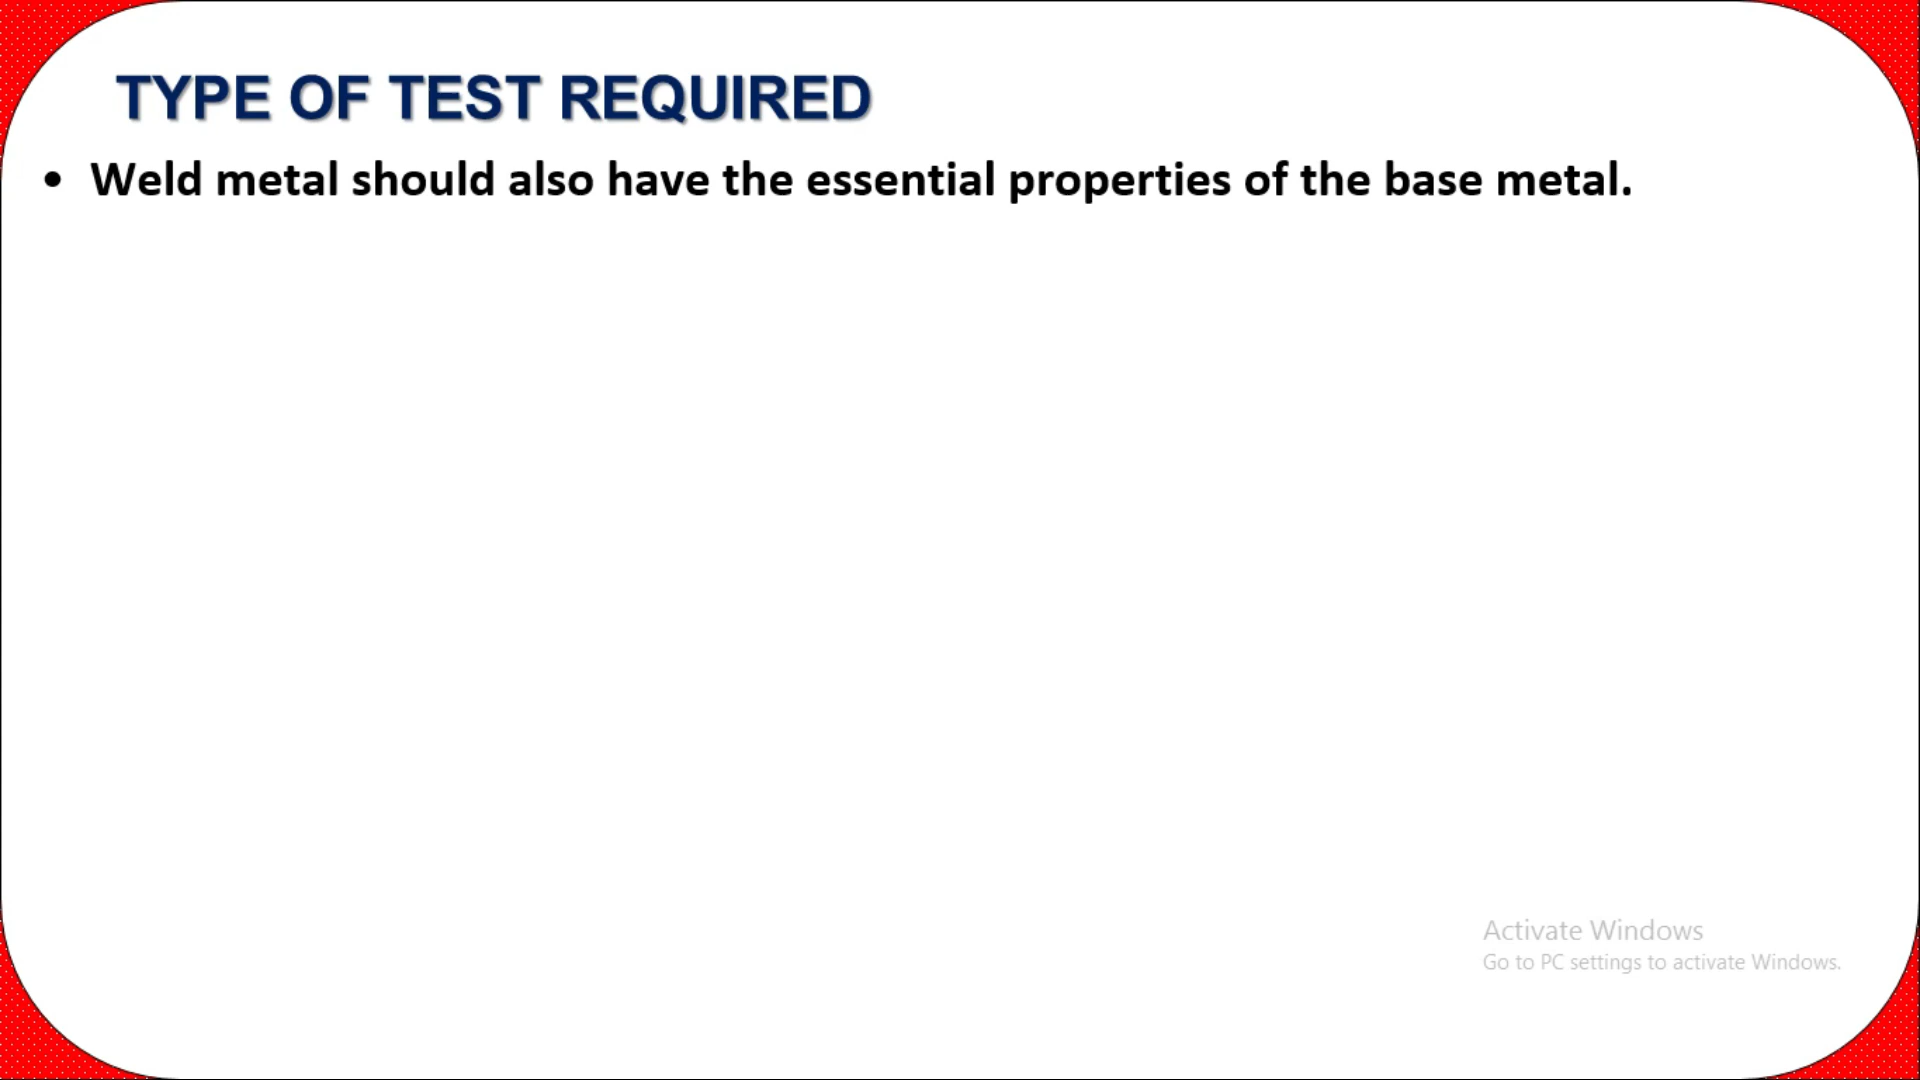 TYPE OF TEST REQUIRED
• Weld metal should also have the essential properties of the base metal.
Activate Windows
Go to PC settings to activate Windows.